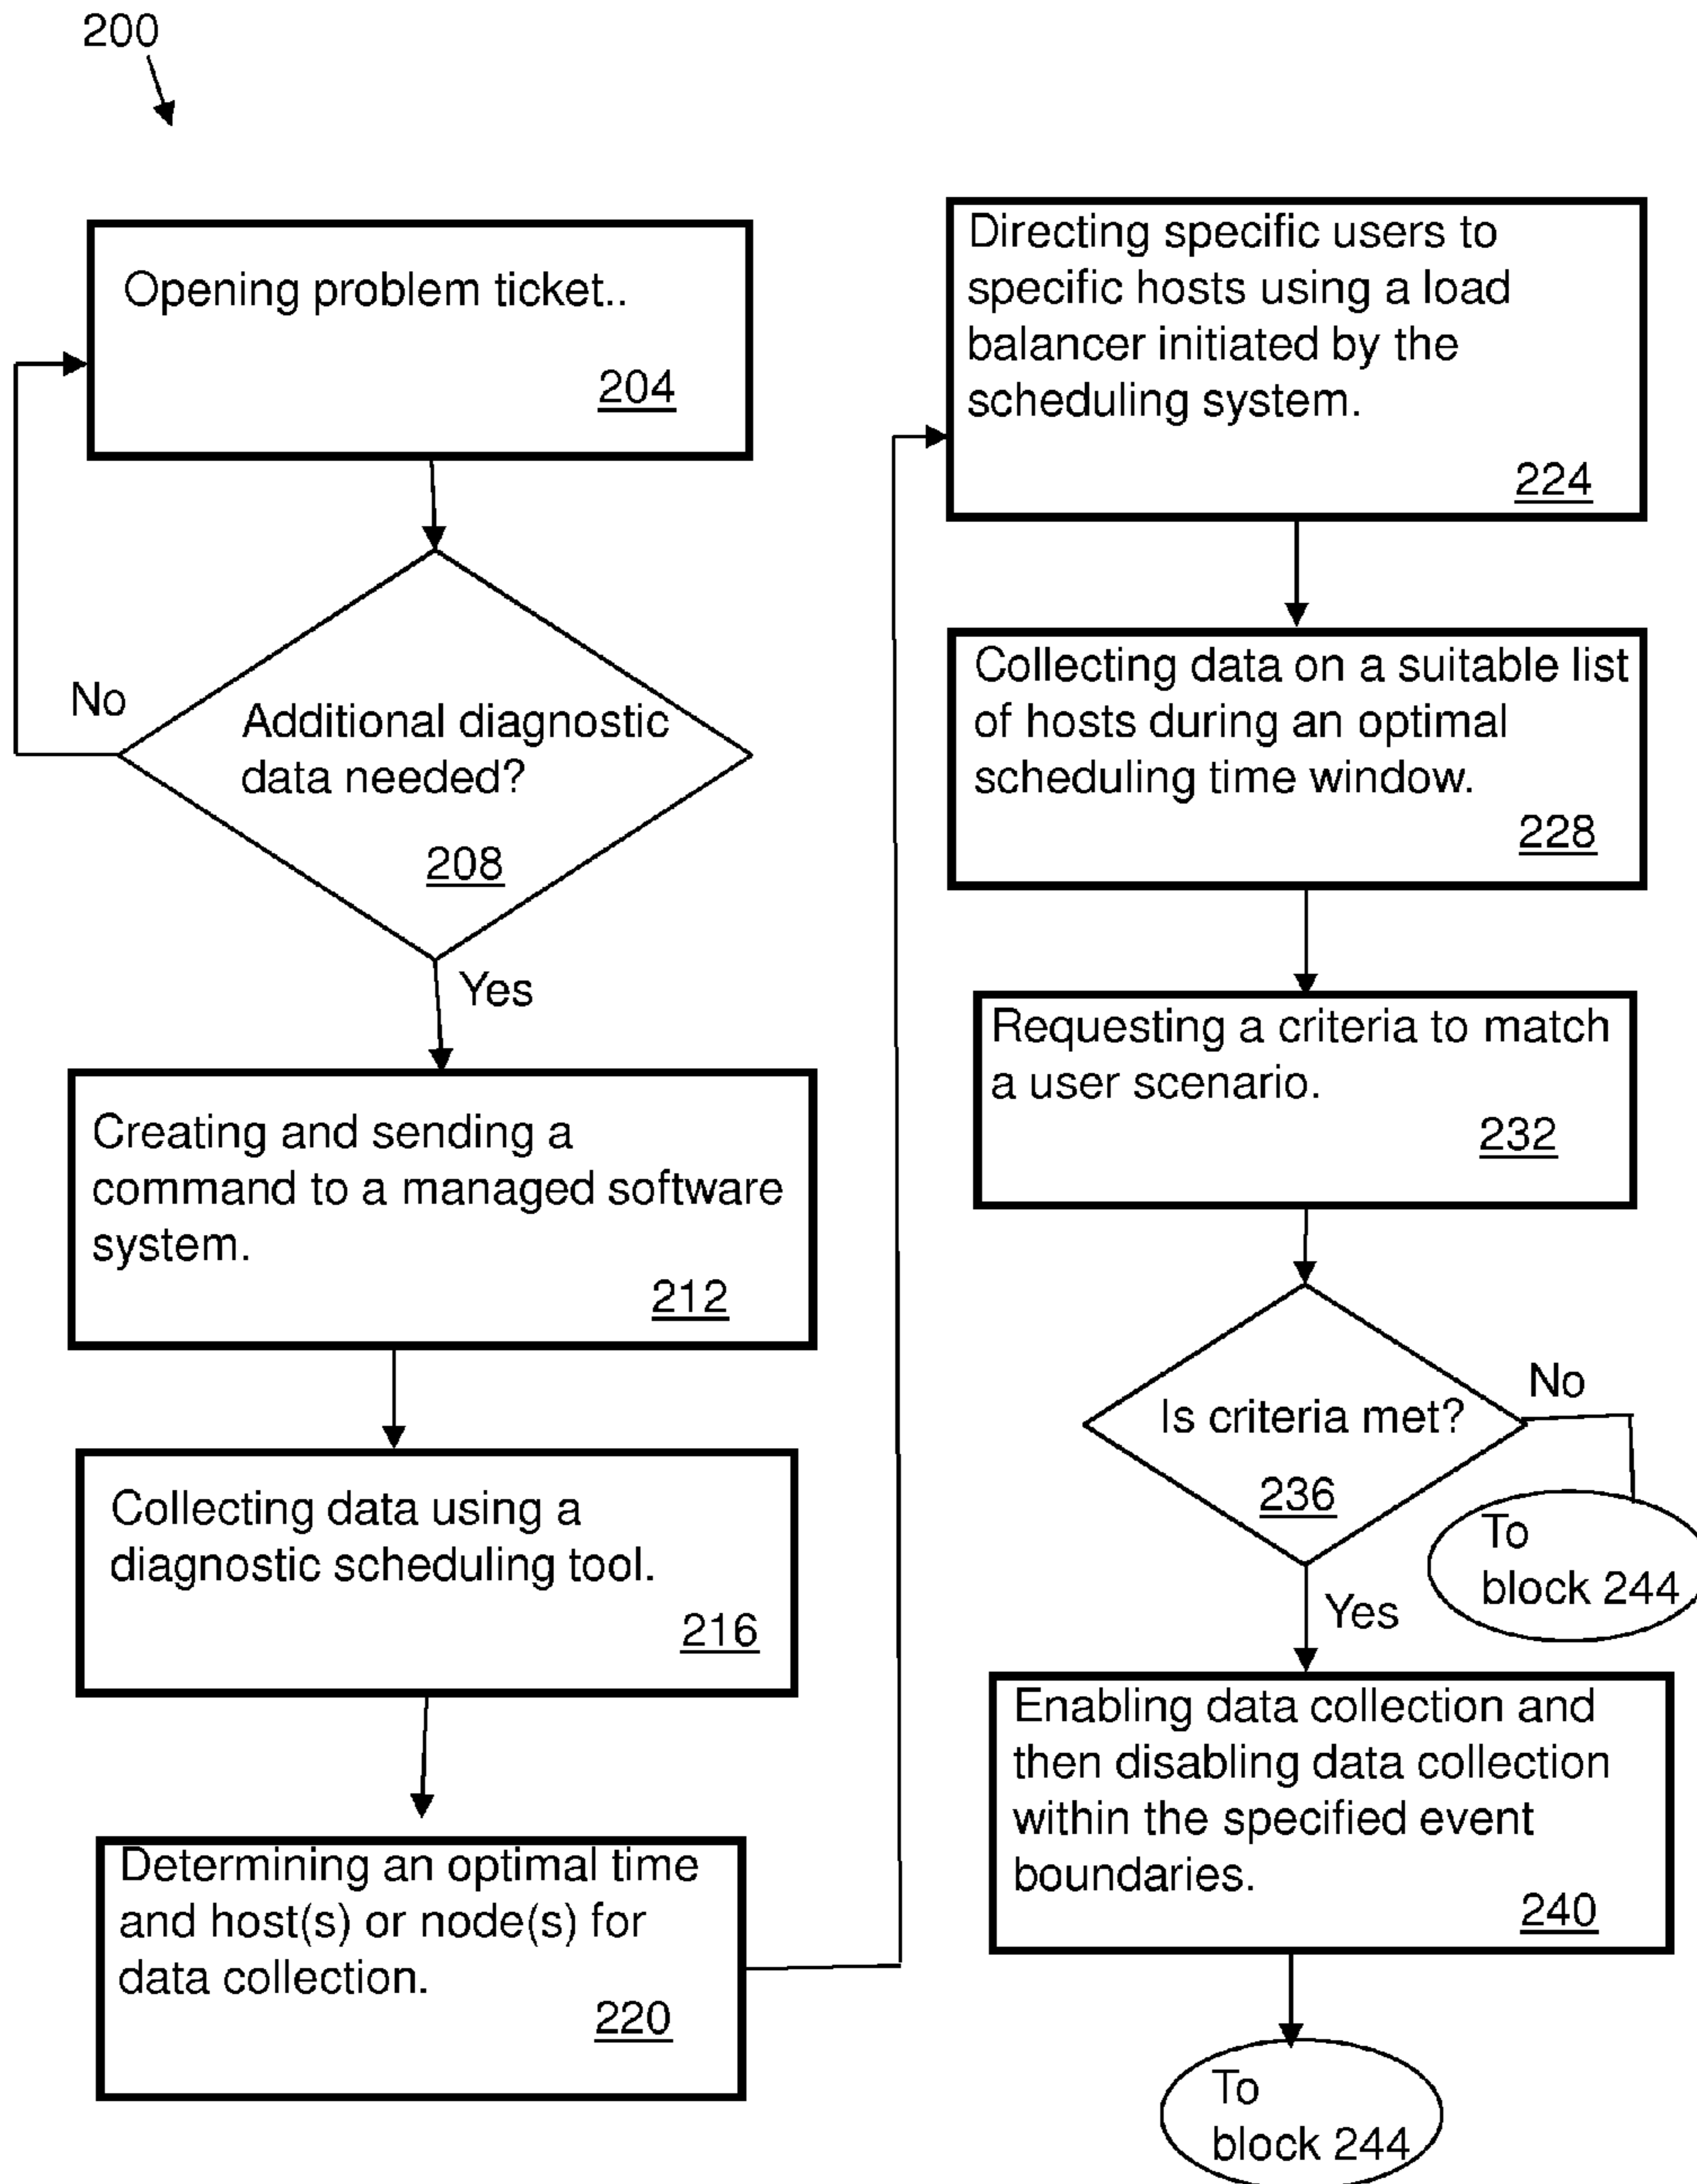 200
Opening problem ticket..
204
No
Additional diagnostic
data needed?
208
Yes
Creating and sending a
command to a managed software
system.
212
Collecting data using a
diagnostic scheduling tool.
216
Determining an optimal time
and host(s) or node(s) for
data collection.
220
Directing specific users to
specific hosts using a load
balancer initiated by the
scheduling system.
224
Collecting data on a suitable list
of hosts during an optimal
scheduling time window.
228
Requesting a criteria to match
a user scenario.
232
Is criteria met?
236
No
To
block 244
Yes
Enabling data collection and
then disabling data collection
within the specified event
boundaries.
240
To
block 244